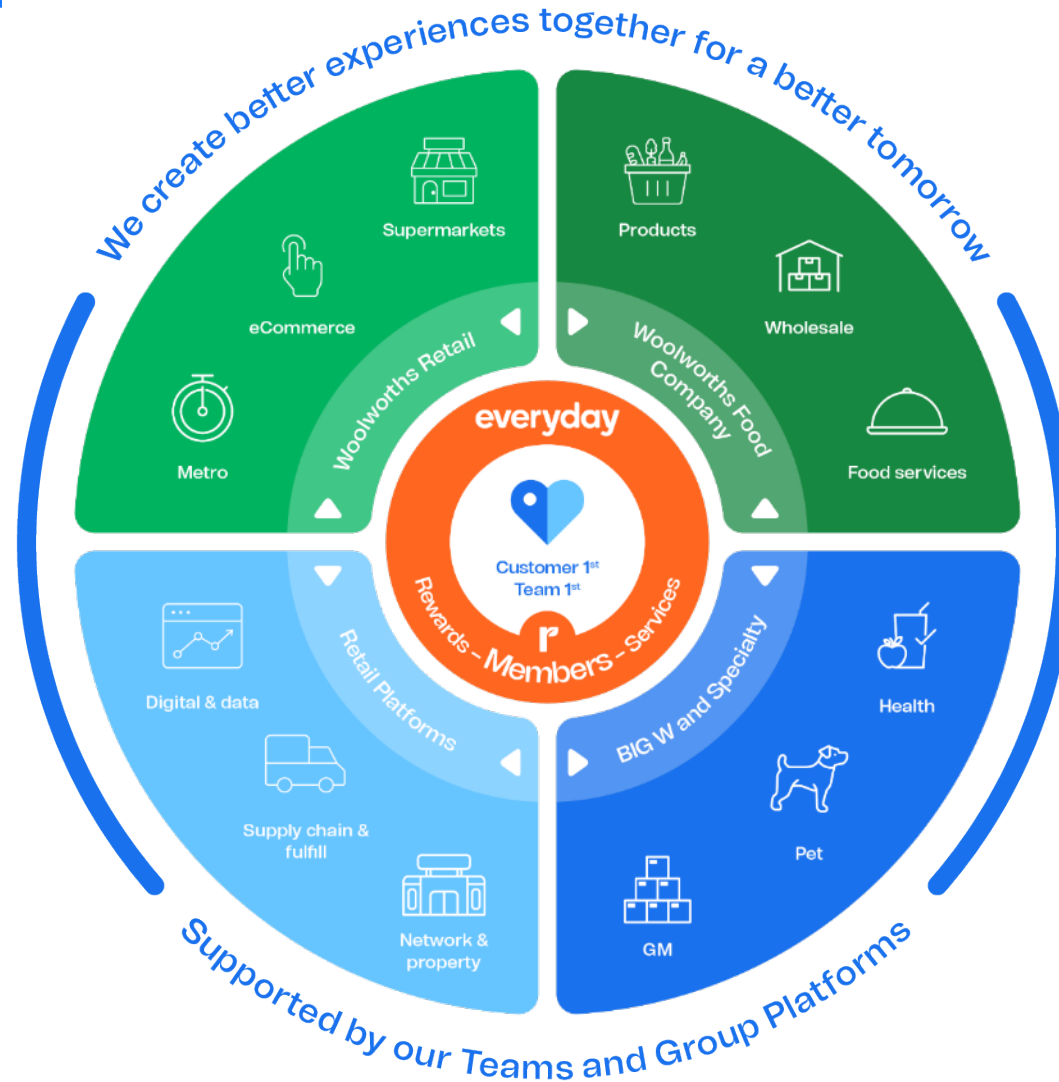 We create better experiences together for a better tomorrow
Supermarkets
eCommerce
Metro
Woolworths Retail
Products
Wholesale
Food services
Woolworths Food
Company
everyday
Customer 1st
Team 1st
r
Rewards - Members - Services
Retail Platforms
Digital & data
Supply chain &
fulfill
Network &
property
BIG W and Specialty
Health
Pet
GM
Supported by our Teams and Group Platforms